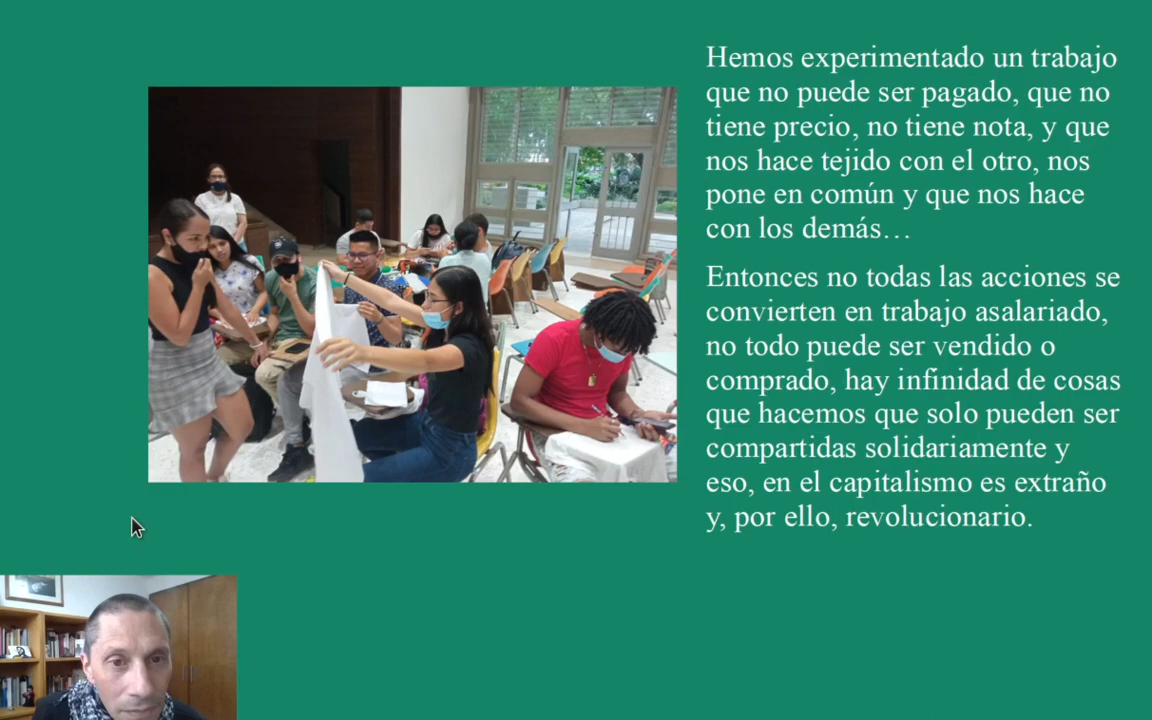 Hemos experimentado un trabajo
que no puede ser pagado, que no
tiene precio, no tiene nota, y que
nos hace tejido con el otro, nos
pone en común y que nos hace
con los demás…
Entonces no todas las acciones se
convierten en trabajo asalariado,
no todo puede ser vendido o
comprado, hay infinidad de cosas
que hacemos que solo pueden ser
compartidas solidariamente y
eso, en el capitalismo es extraño
y, por ello, revolucionario.